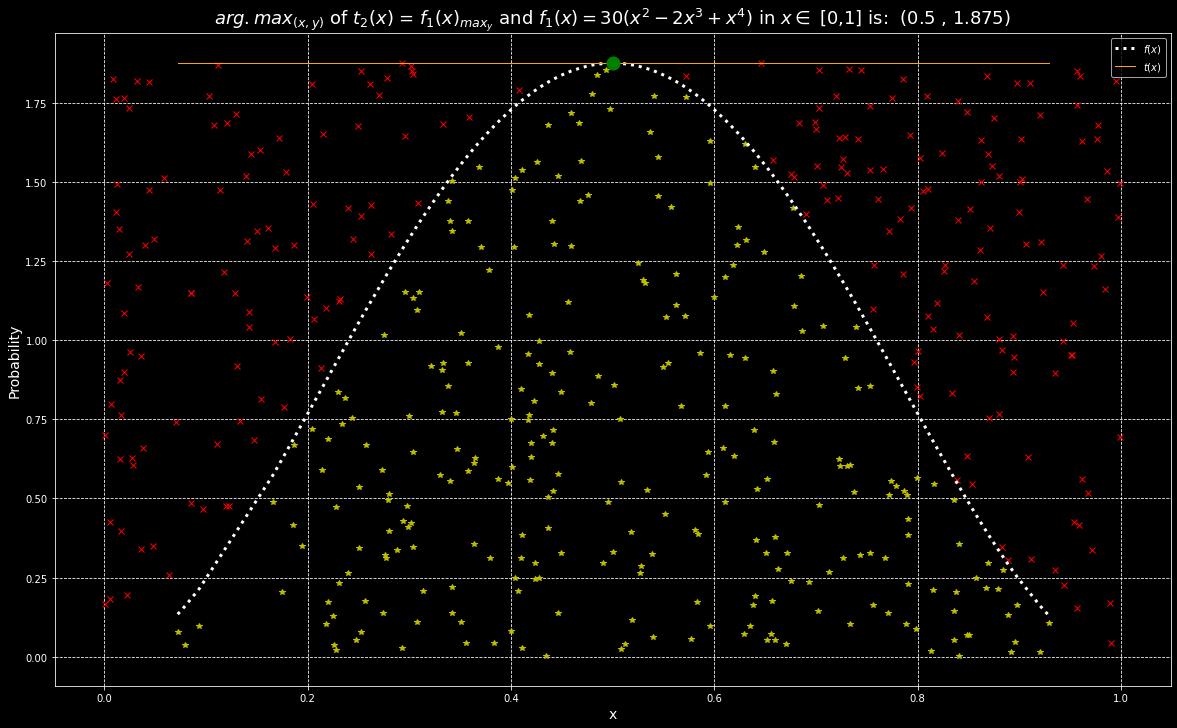 arg.max_(x,y) of t₂(x) = f₁(x)_max_y and f₁(x) = 30(x² − 2x³ + x⁴) in x ∈ [0,1] is: (0.5 , 1.875)
f(x)
t(x)
1.75
1.50
1.25
1.00
0.75
0.50
0.25
0.00
Probability
0.0 0.2 0.4 0.6 0.8 1.0
x